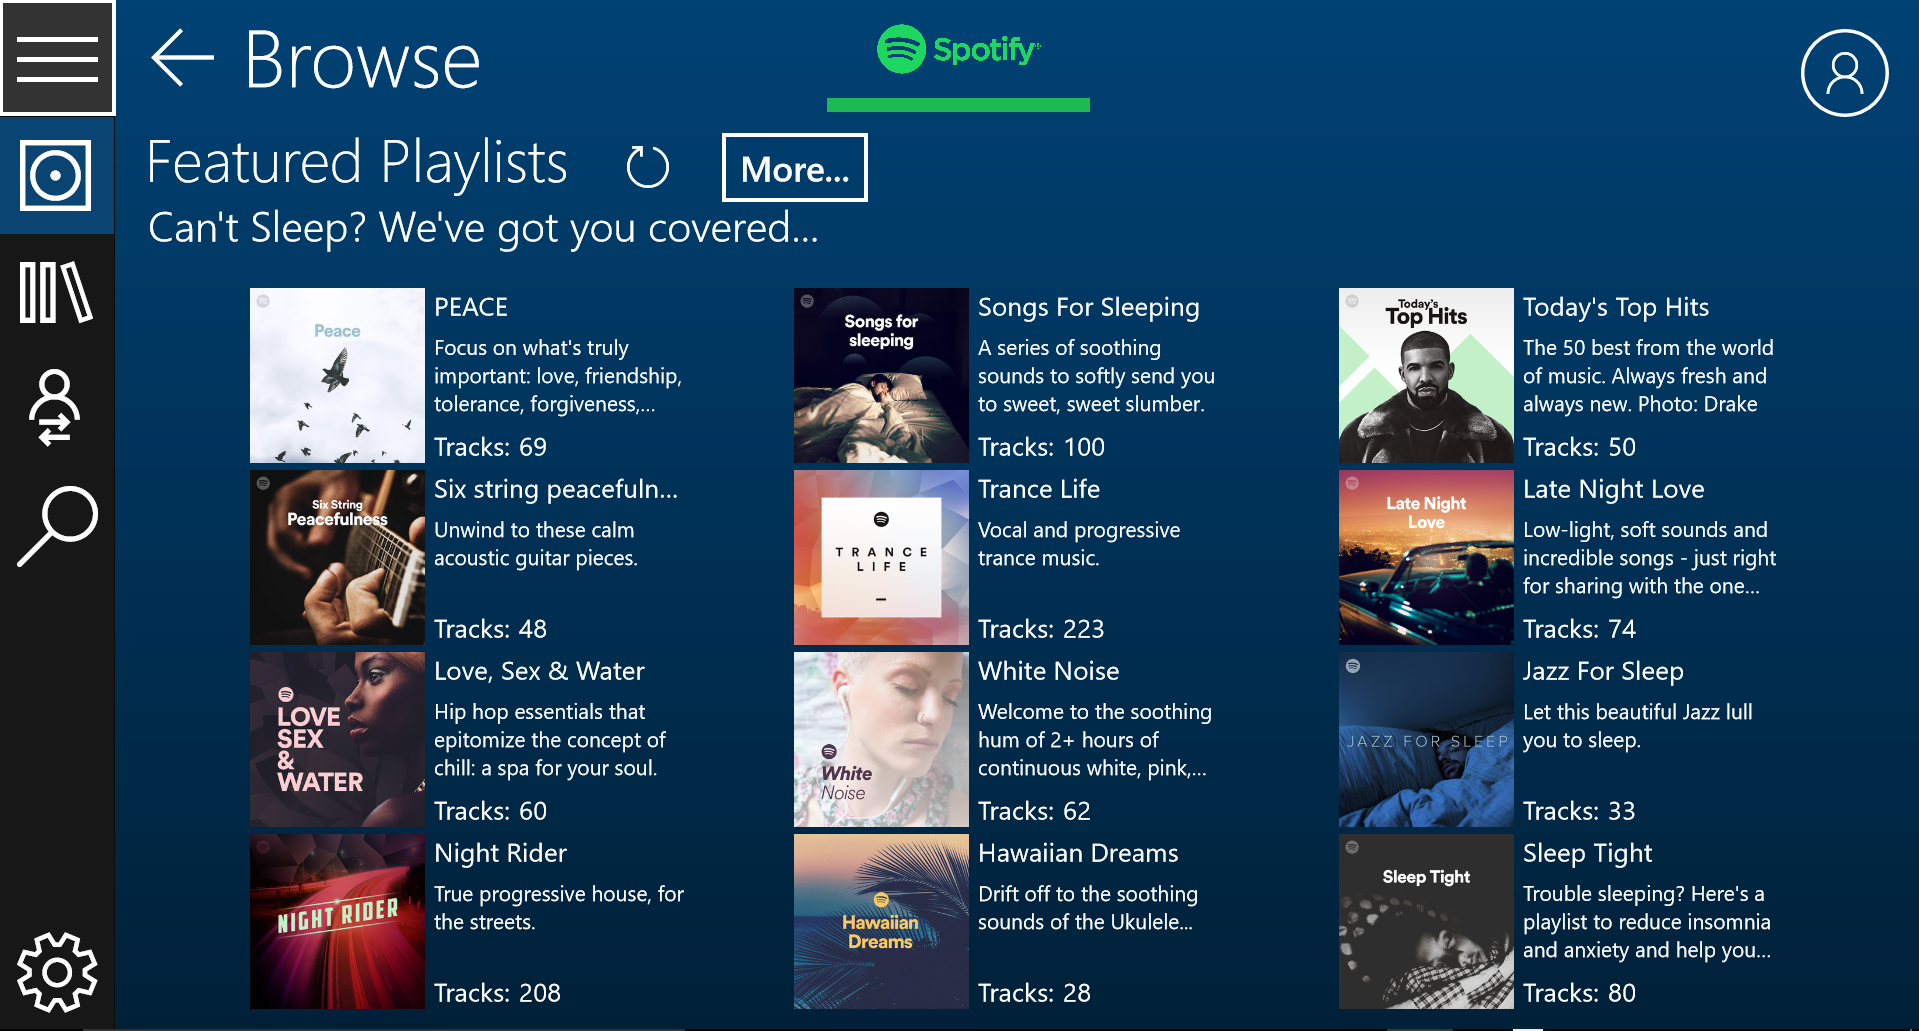 Browse
Spotify
Featured Playlists
More...
Can't Sleep? We've got you covered...
Peace
PEACE
Focus on what's truly
important: love, friendship,
tolerance, forgiveness,...
Tracks: 69
Songs for
sleeping
Songs For Sleeping
A series of soothing
sounds to softly send you
to sweet, sweet slumber.
Tracks: 100
Today's
Top Hits
Today's Top Hits
The 50 best from the world
of music. Always fresh and
always new. Photo: Drake
Tracks: 50
Six String
Peacefulness
Six string peacefuln...
Unwind to these calm
acoustic guitar pieces.
Tracks: 48
TRANCE
LIFE
Trance Life
Vocal and progressive
trance music.
Tracks: 223
Late Night
Love
Late Night Love
Low-light, soft sounds and
incredible songs - just right
for sharing with the one...
Tracks: 74
LOVE
SEX
&
WATER
Love, Sex & Water
Hip hop essentials that
epitomize the concept of
chill: a spa for your soul.
Tracks: 60
White
Noise
White Noise
Welcome to the soothing
hum of 2+ hours of
continuous white, pink,...
Tracks: 62
JAZZ FOR SLEEP
Jazz For Sleep
Let this beautiful Jazz lull
you to sleep.
Tracks: 33
NIGHT RIDER
Night Rider
True progressive house, for
the streets.
Tracks: 208
Hawaiian
Dreams
Hawaiian Dreams
Drift off to the soothing
sounds of the Ukulele...
Tracks: 28
Sleep Tight
Sleep Tight
Trouble sleeping? Here's a
playlist to reduce insomnia
and anxiety and help you...
Tracks: 80